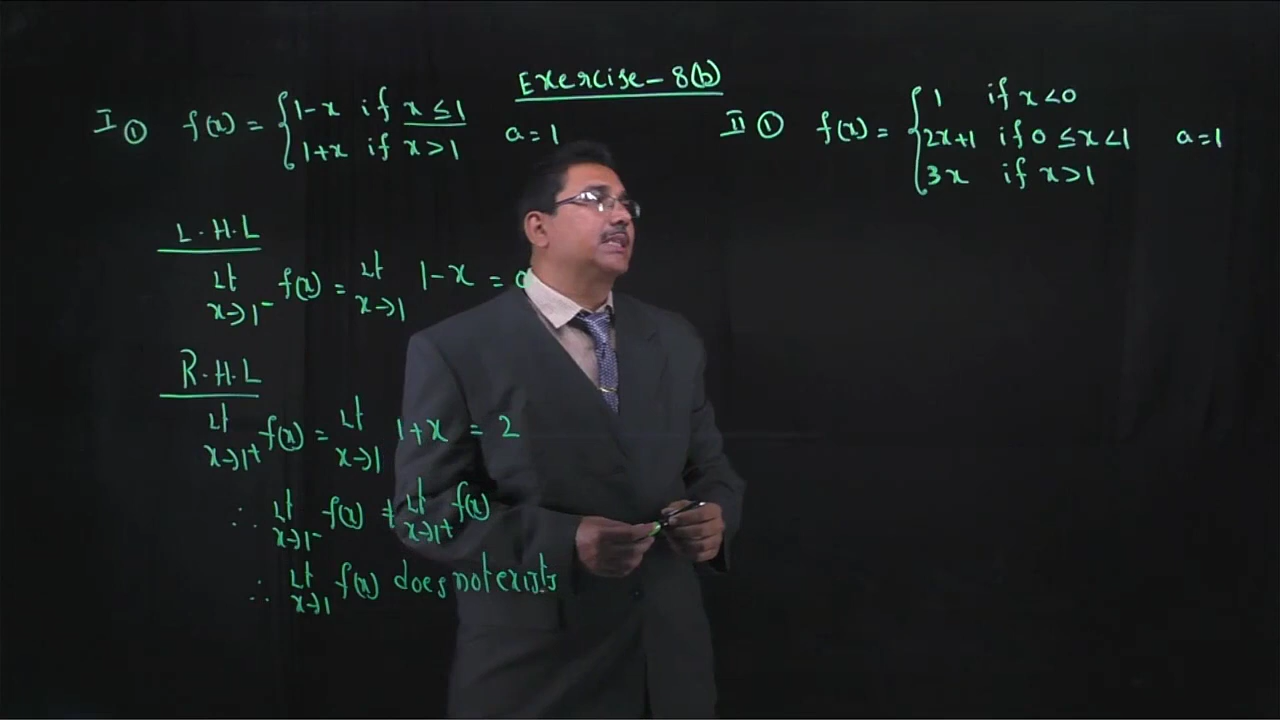 Exercise - 8(b)
I ① f(x) = { 1-x if x ≤ 1
1+x if x > 1 a = 1
L.H.L
Lt x→1⁻ f(x) = Lt x→1 1-x = 0
R.H.L
Lt x→1+ f(x) = Lt x→1 1+x = 2
∴ Lt x→1⁻ f(x) ≠ Lt x→1+ f(x)
∴ Lt x→1 f(x) does not exists
II ① f(x) = { 1 if x < 0
2x+1 if 0 ≤ x < 1 a = 1
3x if x > 1